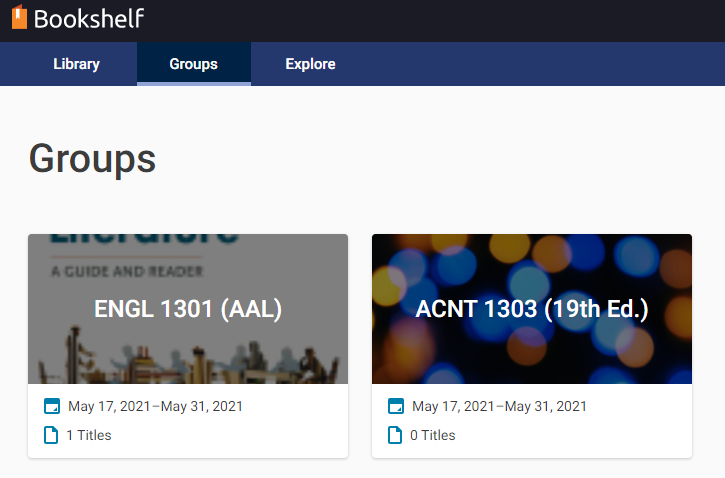 Bookshelf
Library
Groups
Explore
Groups
Literature
A GUIDE AND READER
ENGL 1301 (AAL)
May 17, 2021–May 31, 2021
1 Titles
ACNT 1303 (19th Ed.)
May 17, 2021–May 31, 2021
0 Titles